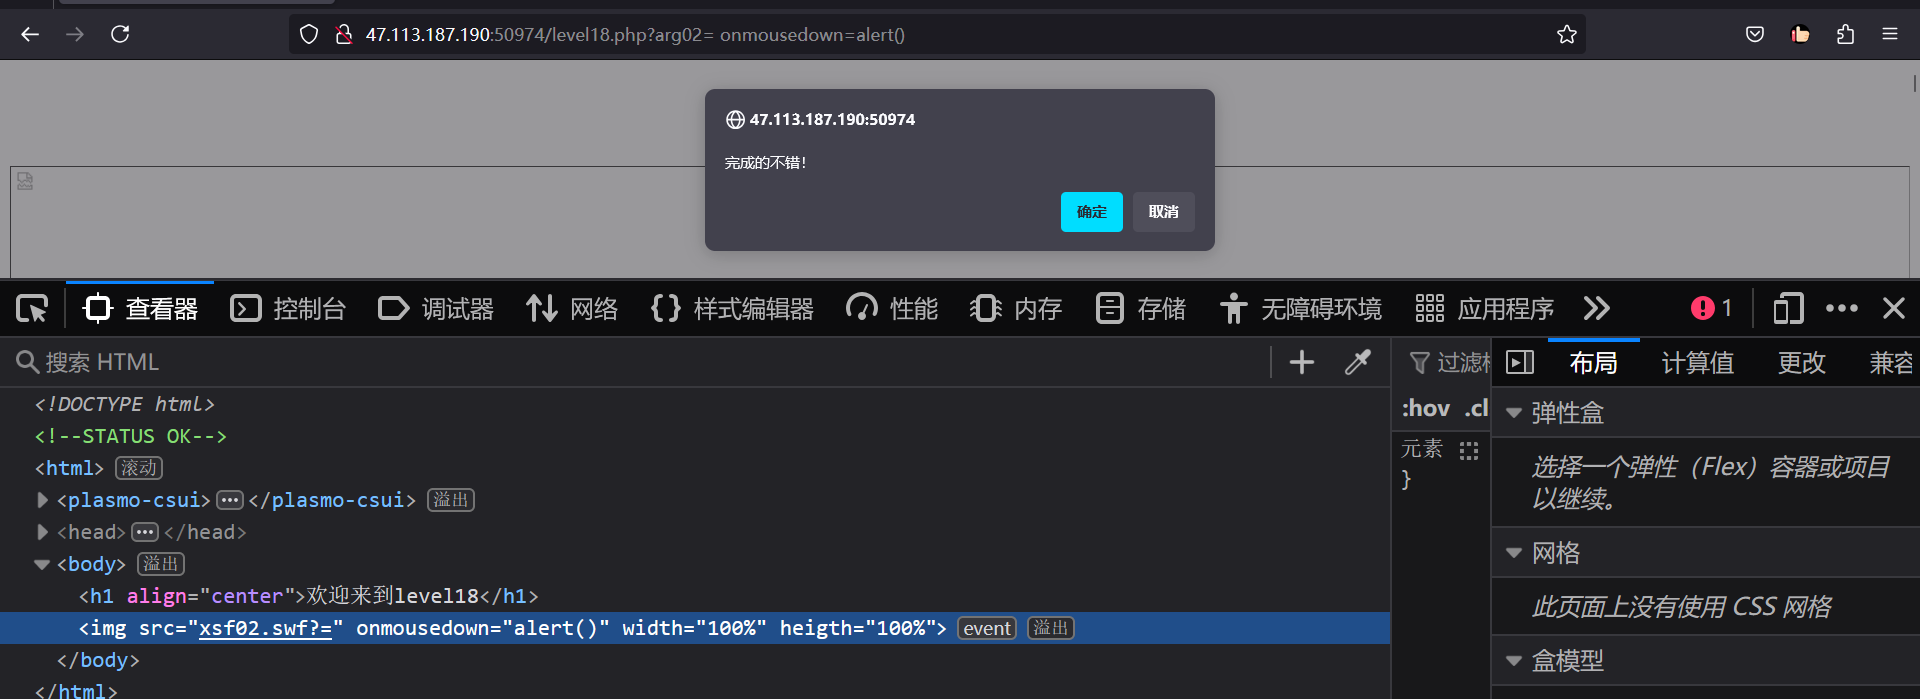 47.113.187.190:50974/level18.php?arg02= onmousedown=alert()
47.113.187.190:50974
完成的不错!
确定 取消
查看器 控制台 调试器 网络 样式编辑器 性能 内存 存储 无障碍环境 应用程序 1
搜索 HTML
过滤
布局 计算值 更改 兼容
:hov .cl
元素
}
<!DOCTYPE html>
<!--STATUS OK-->
<html> 滚动
<plasmo-csui> ••• </plasmo-csui> 溢出
<head> ••• </head>
<body> 溢出
<h1 align="center">欢迎来到level18</h1>
<img src="xsf02.swf?=" onmousedown="alert()" width="100%" heigth="100%"> event 溢出
</body>
</html>
弹性盒
选择一个弹性（Flex）容器或项目
以继续。
网格
此页面上没有使用 CSS 网格
盒模型